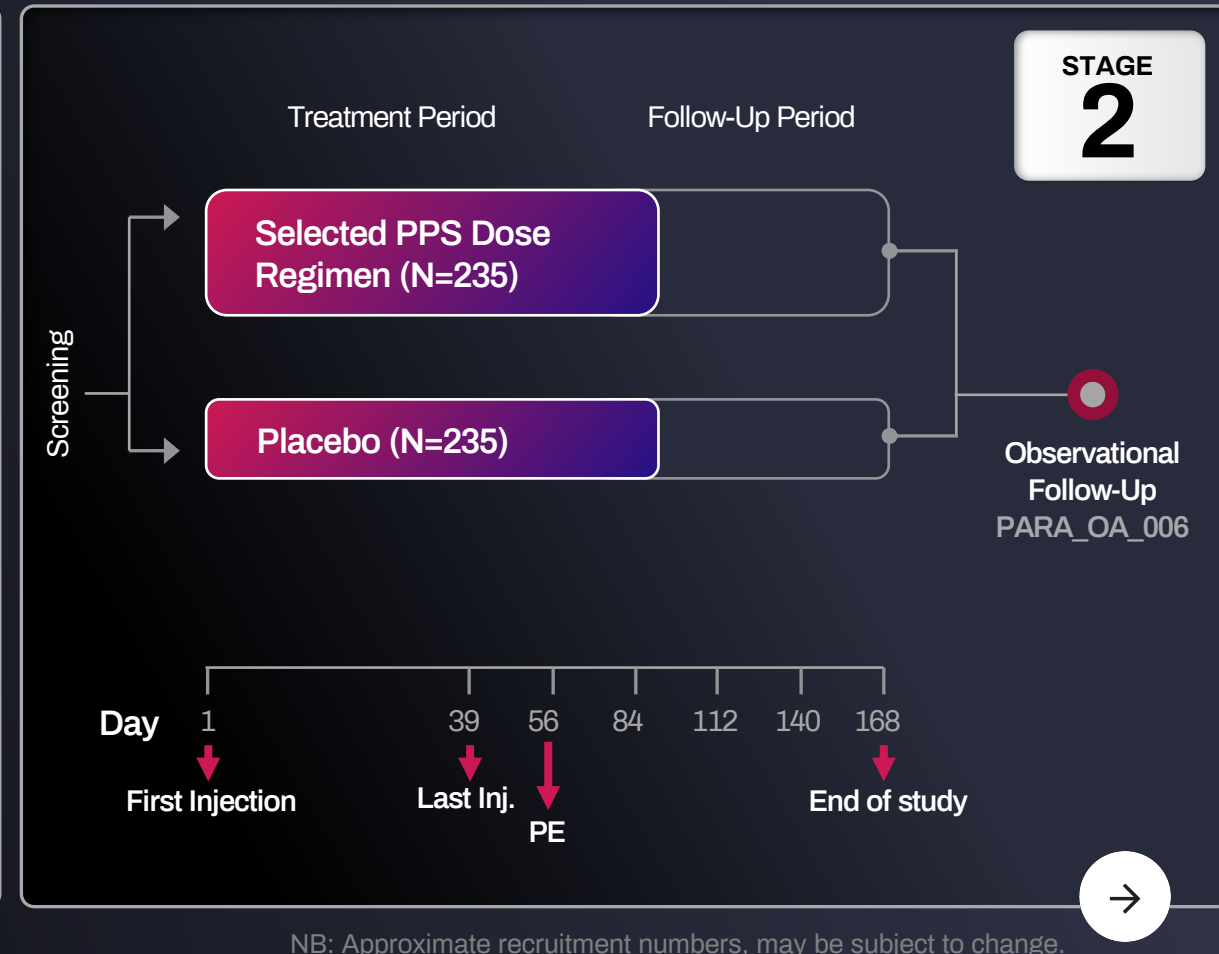 STAGE
2
Treatment Period
Follow-Up Period
Selected PPS Dose
Regimen (N=235)
Screening
Placebo (N=235)
Observational
Follow-Up
PARA_OA_006
Day 1 39 56 84 112 140 168
First Injection
Last Inj.
End of study
PE
NB: Approximate recruitment numbers, may be subject to change.